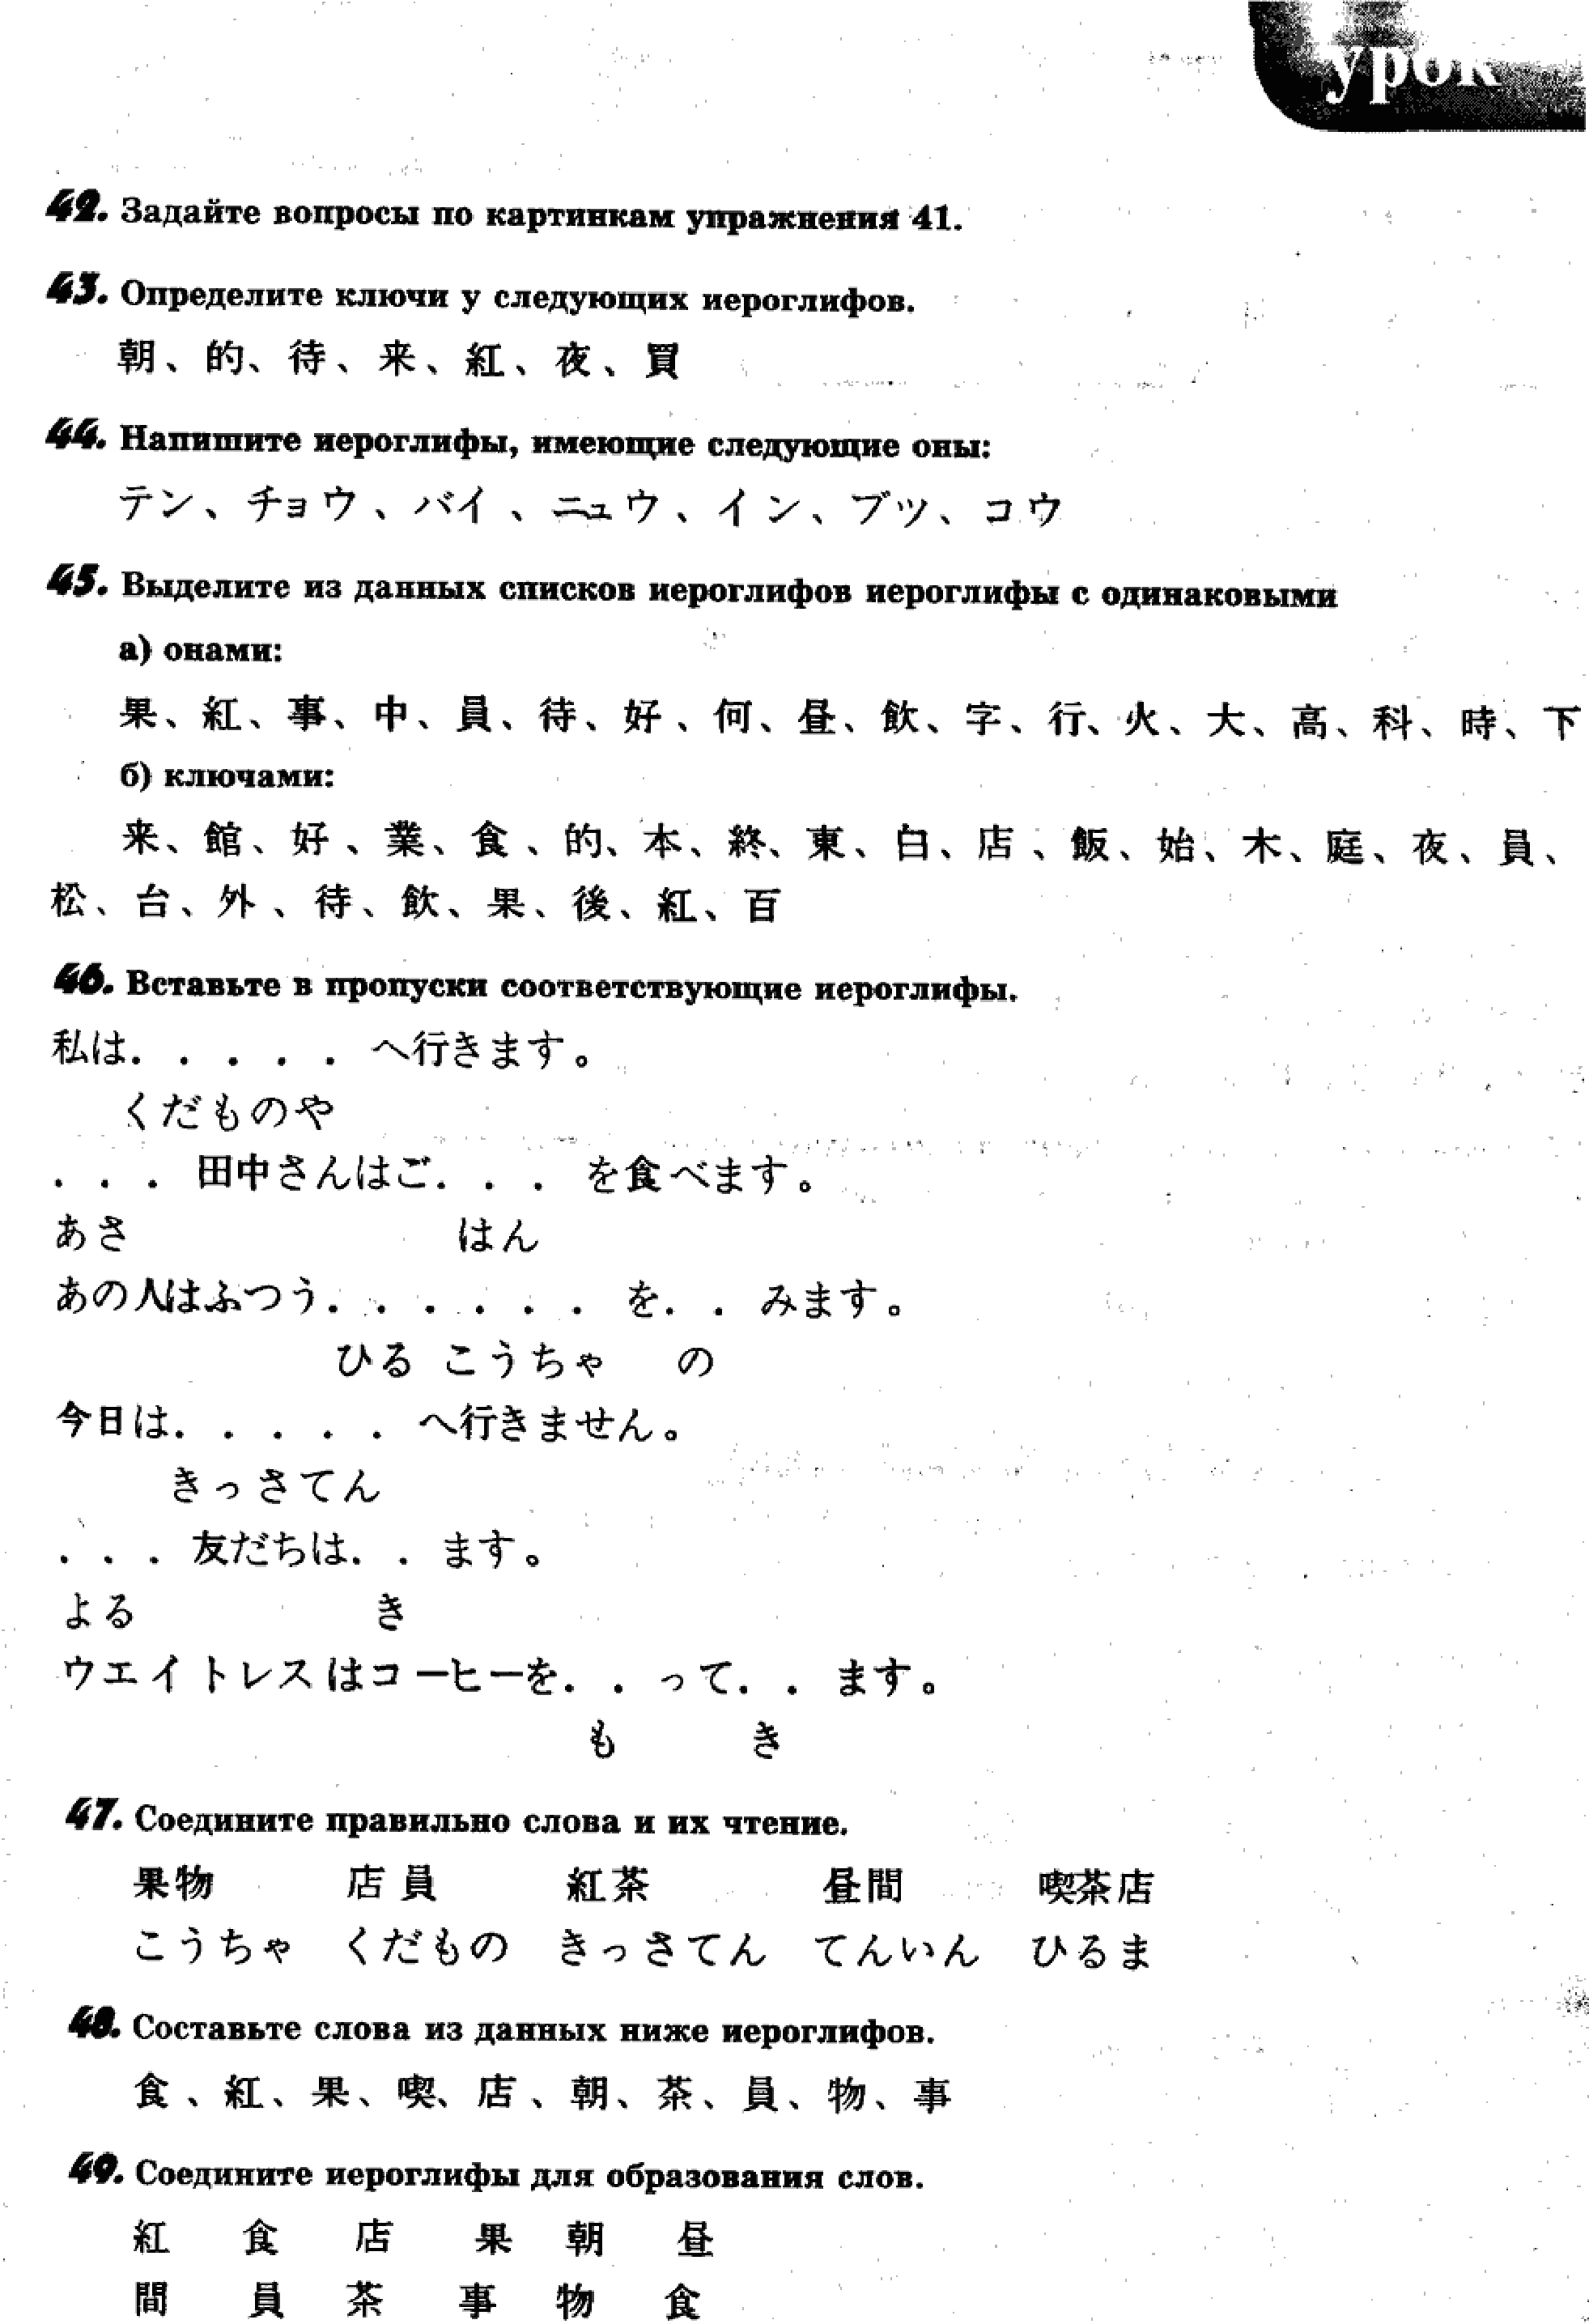 урок
42. Задайте вопросы по картинкам упражнения 41.
43. Определите ключи у следующих иероглифов.
朝、的、待、来、紅、夜、買
44. Напишите иероглифы, имеющие следующие оны:
テン、チョウ、バイ、ニュウ、イン、ブツ、コウ
45. Выделите из данных списков иероглифов иероглифы с одинаковыми
а) онами:
果、紅、事、中、員、待、好、何、昼、飲、字、行、火、大、高、科、時、下
б) ключами:
来、館、好、業、食、的、本、終、東、白、店、飯、始、木、庭、夜、員、
松、台、外、待、飲、果、後、紅、百
46. Вставьте в пропуски соответствующие иероглифы.
私は. . . . . へ行きます。
くだものや
. . . 田中さんはご. . . を食べます。
あさ はん
あの人はふつう. . . . . . を. . みます。
ひる こうちゃ の
今日は. . . . . へ行きません。
きっさてん
. . . 友だちは. . ます。
よる き
ウエイトレスはコーヒーを. . って. . ます。
も き
47. Соедините правильно слова и их чтение.
果物 店員 紅茶 昼間 喫茶店
こうちゃ くだもの きっさてん てんいん ひるま
48. Составьте слова из данных ниже иероглифов.
食、紅、果、喫、店、朝、茶、員、物、事
49. Соедините иероглифы для образования слов.
紅 食 店 果 朝 昼
間 員 茶 事 物 食